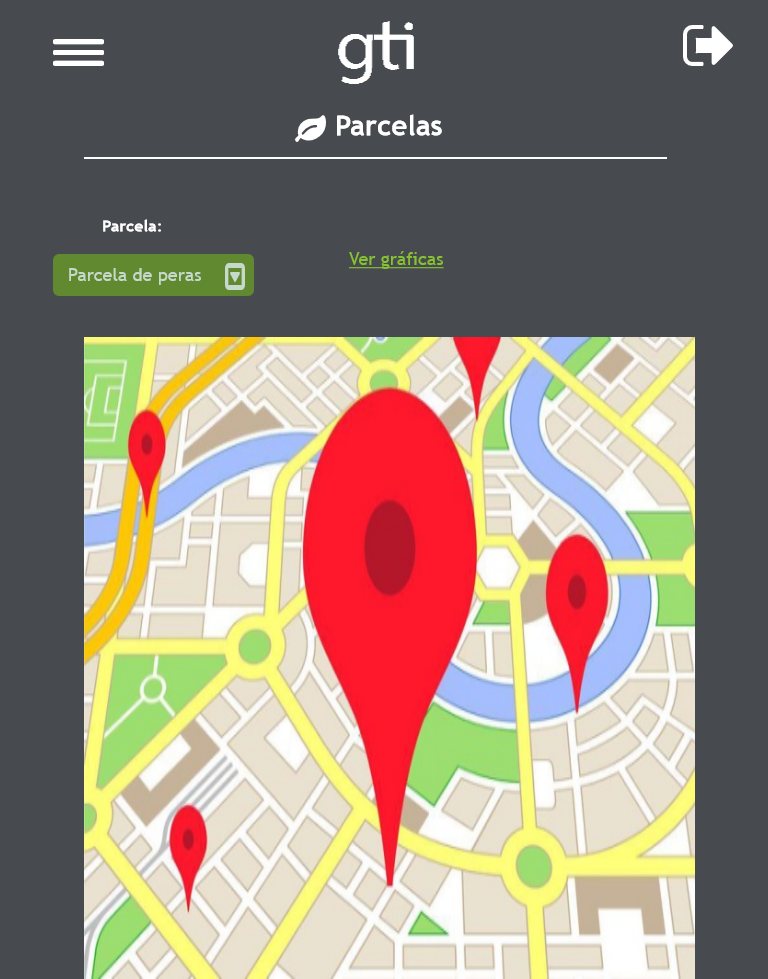 gti
Parcelas
Parcela:
Parcela de peras
Ver gráficas